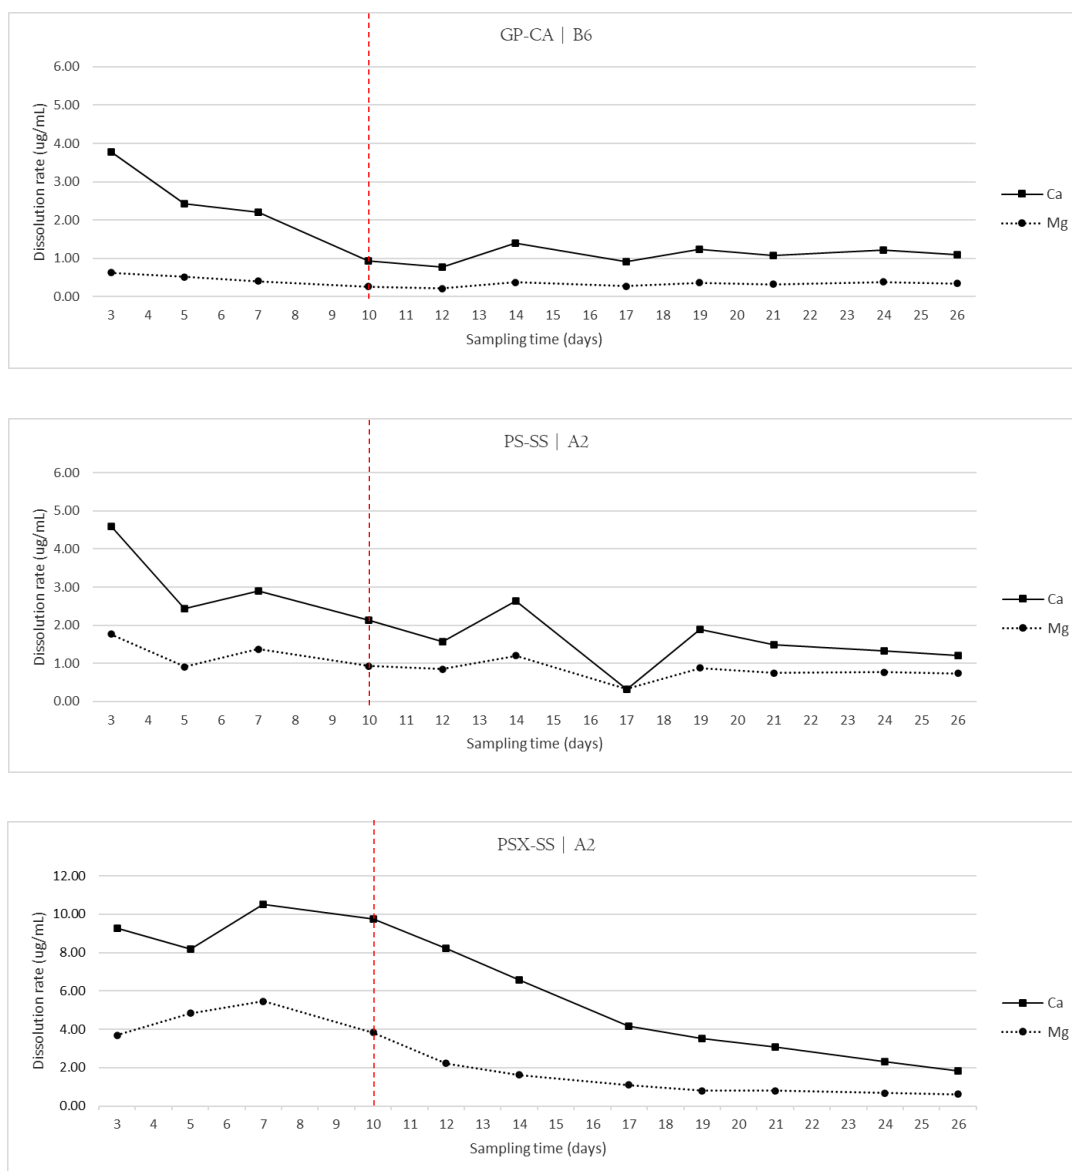 GP-CA | B6
6.00
5.00
4.00
3.00
2.00
1.00
0.00
Dissolution rate (ug/mL)
3 4 5 6 7 8 9 10 11 12 13 14 15 16 17 18 19 20 21 22 23 24 25 26
Sampling time (days)
Ca
Mg
PS-SS | A2
6.00
5.00
4.00
3.00
2.00
1.00
0.00
Dissolution rate (ug/mL)
3 4 5 6 7 8 9 10 11 12 13 14 15 16 17 18 19 20 21 22 23 24 25 26
Sampling time (days)
Ca
Mg
PSX-SS | A2
12.00
10.00
8.00
6.00
4.00
2.00
0.00
Dissolution rate (ug/mL)
3 4 5 6 7 8 9 10 11 12 13 14 15 16 17 18 19 20 21 22 23 24 25 26
Sampling time (days)
Ca
Mg